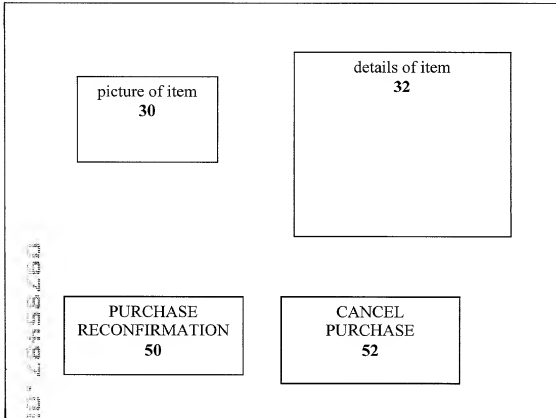 picture of item
30
details of item
32
PURCHASE
RECONFIRMATION
50
CANCEL
PURCHASE
52